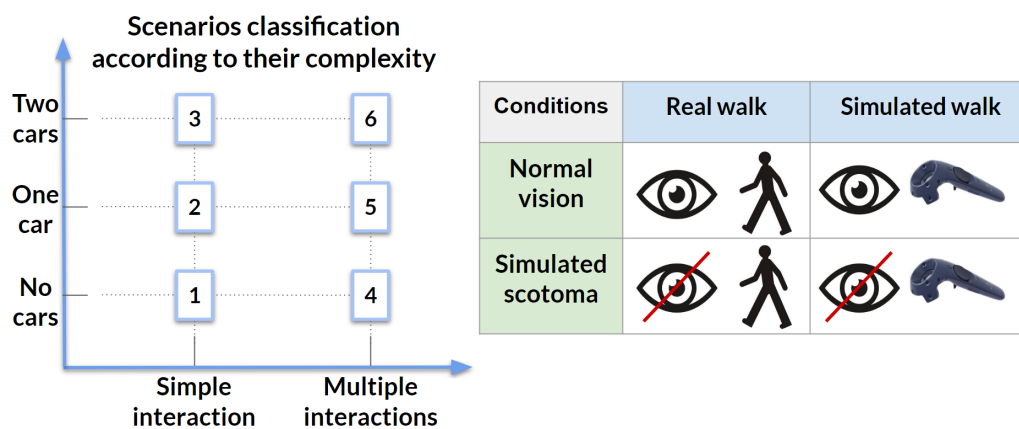 Scenarios classification
according to their complexity
Two
cars
3
6
One
car
2
5
No
cars
1
4
Simple
interaction
Multiple
interactions
Conditions
Real walk
Simulated walk
Normal
vision
Simulated
scotoma